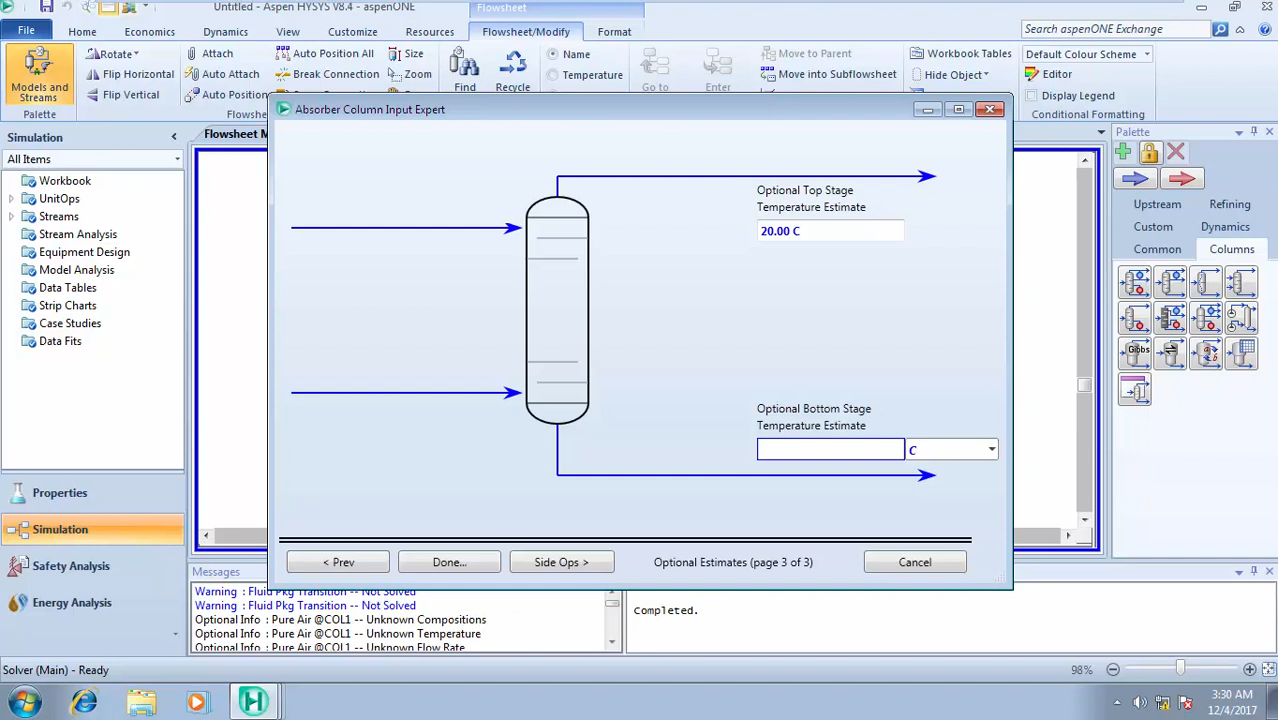 Untitled - Aspen HYSYS V8.4 - aspenONE
Flowsheet
File
Home
Economics
Dynamics
View
Customize
Resources
Flowsheet/Modify
Format
Search aspenONE Exchange
Models and
Streams
Palette
Rotate
Flip Horizontal
Flip Vertical
Attach
Auto Attach
Auto Position
Auto Position All
Break Connection
Size
Zoom
Find
Recycle
Name
Temperature
Go to
Enter
Move to Parent
Move into Subflowsheet
Workbook Tables
Hide Object
Default Colour Scheme
Editor
Display Legend
Conditional Formatting
Absorber Column Input Expert
Optional Top Stage
Temperature Estimate
20.00 C
Optional Bottom Stage
Temperature Estimate
C
< Prev
Done...
Side Ops >
Optional Estimates (page 3 of 3)
Cancel
Simulation
All Items
Workbook
UnitOps
Streams
Stream Analysis
Equipment Design
Model Analysis
Data Tables
Strip Charts
Case Studies
Data Fits
Properties
Simulation
Safety Analysis
Energy Analysis
Palette
Upstream
Refining
Custom
Dynamics
Common
Columns
Gibbs
Messages
Warning : Fluid Pkg Transition -- Not Solved
Warning : Fluid Pkg Transition -- Not Solved
Optional Info : Pure Air @COL1 -- Unknown Compositions
Optional Info : Pure Air @COL1 -- Unknown Temperature
Optional Info : Pure Air @COL1 -- Unknown Flow Rate
Completed.
Solver (Main) - Ready
98%
3:30 AM
12/4/2017